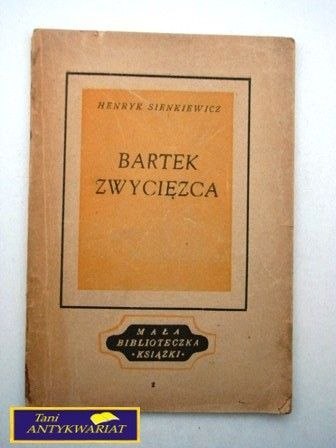 HENRYK SIENKIEWICZ
BARTEK
ZWYCIĘZCA
MAŁA
BIBLIOTECZKA
• KSIĄŻKI •
Tani
ANTYKWARIAT